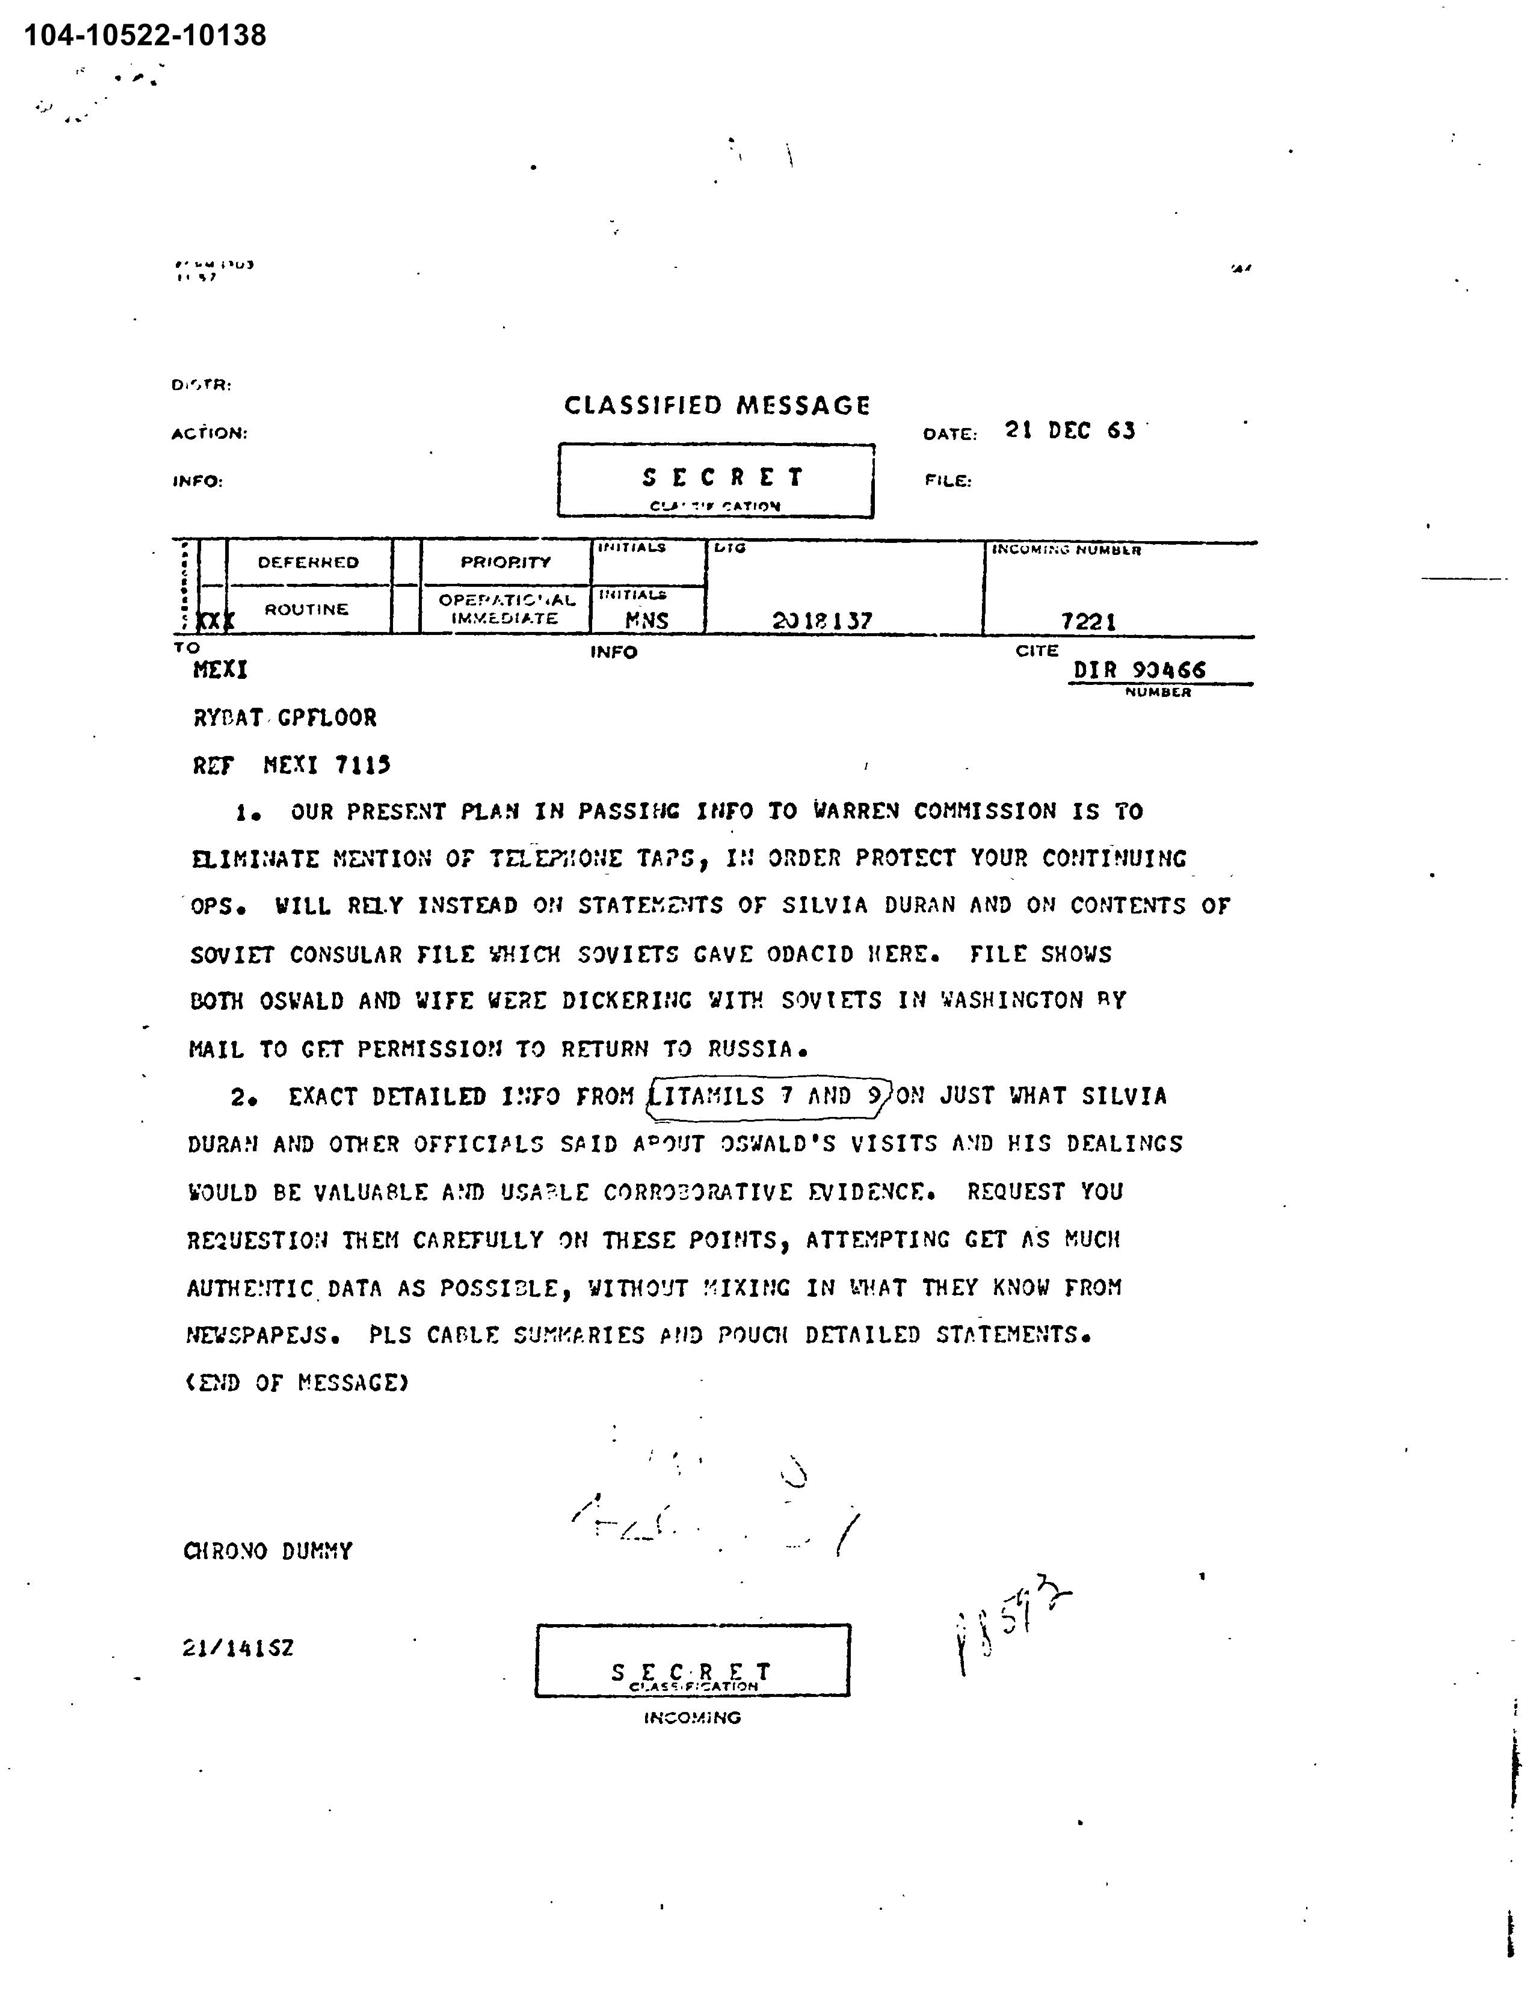 104-10522-10138
DISTR:
CLASSIFIED MESSAGE
ACTION:
DATE: 21 DEC 63
INFO:
SECRET
FILE:
CLASSIFICATION
DEFERRED PRIORITY INITIALS DTG INCOMING NUMBER
XXX ROUTINE OPERATIONAL IMMEDIATE INITIALS MNS 2018137 7221
TO INFO CITE
MEXI DIR 90466
NUMBER
RYBAT GPFLOOR
REF MEXI 7115
1. OUR PRESENT PLAN IN PASSING INFO TO WARREN COMMISSION IS TO
ELIMINATE MENTION OF TELEPHONE TAPS, IN ORDER PROTECT YOUR CONTINUING
OPS. WILL RELY INSTEAD ON STATEMENTS OF SILVIA DURAN AND ON CONTENTS OF
SOVIET CONSULAR FILE WHICH SOVIETS GAVE ODACID HERE. FILE SHOWS
BOTH OSWALD AND WIFE WERE DICKERING WITH SOVIETS IN WASHINGTON BY
MAIL TO GET PERMISSION TO RETURN TO RUSSIA.
2. EXACT DETAILED INFO FROM LITAMILS 7 AND 9 ON JUST WHAT SILVIA
DURAN AND OTHER OFFICIALS SAID ABOUT OSWALD'S VISITS AND HIS DEALINGS
WOULD BE VALUABLE AND USABLE CORROBORATIVE EVIDENCE. REQUEST YOU
REQUESTION THEM CAREFULLY ON THESE POINTS, ATTEMPTING GET AS MUCH
AUTHENTIC DATA AS POSSIBLE, WITHOUT MIXING IN WHAT THEY KNOW FROM
NEWSPAPEJS. PLS CABLE SUMMARIES AND POUCH DETAILED STATEMENTS.
(END OF MESSAGE)
CHRONO DUMMY
P8592
21/1416Z
SECRET
CLASSIFICATION
INCOMING